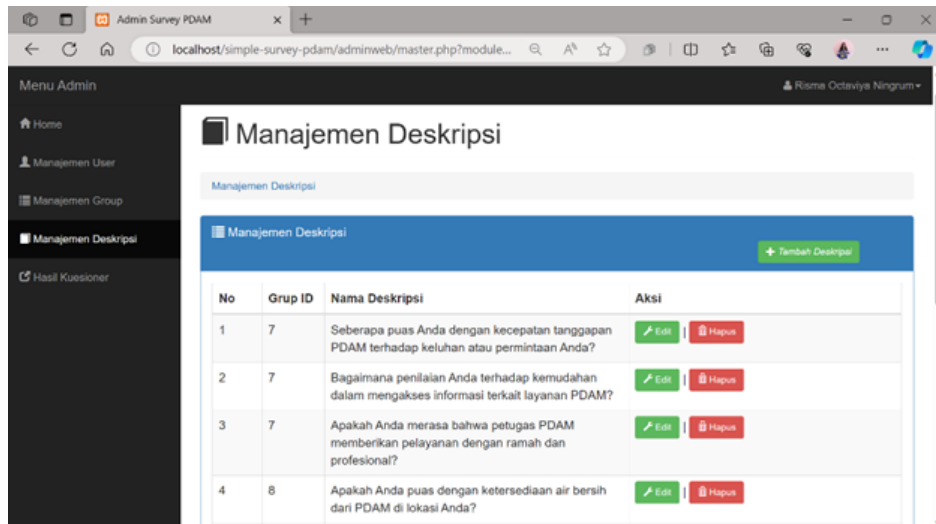 Admin Survey PDAM
localhost/simple-survey-pdam/adminweb/master.php?module...
Menu Admin
Risma Octaviya Ningrum
Home
Manajemen User
Manajemen Group
Manajemen Deskripsi
Hasil Kuesioner
Manajemen Deskripsi
Manajemen Deskripsi
Manajemen Deskripsi
+ Tambah Deskripsi
No Grup ID Nama Deskripsi Aksi
1 7 Seberapa puas Anda dengan kecepatan tanggapan Edit | Hapus
PDAM terhadap keluhan atau permintaan Anda?
2 7 Bagaimana penilaian Anda terhadap kemudahan Edit | Hapus
dalam mengakses informasi terkait layanan PDAM?
3 7 Apakah Anda merasa bahwa petugas PDAM Edit | Hapus
memberikan pelayanan dengan ramah dan
profesional?
4 8 Apakah Anda puas dengan ketersediaan air bersih Edit | Hapus
dari PDAM di lokasi Anda?